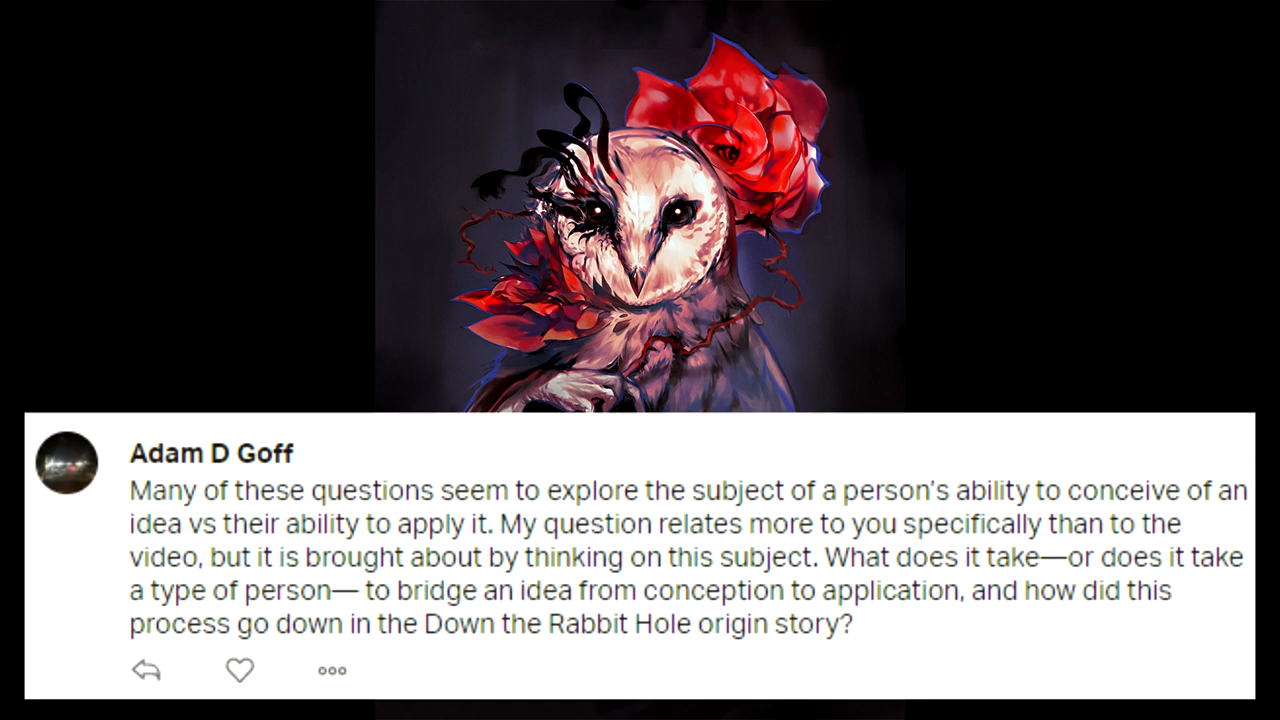 Adam D Goff
Many of these questions seem to explore the subject of a person's ability to conceive of an
idea vs their ability to apply it. My question relates more to you specifically than to the
video, but it is brought about by thinking on this subject. What does it take—or does it take
a type of person— to bridge an idea from conception to application, and how did this
process go down in the Down the Rabbit Hole origin story?